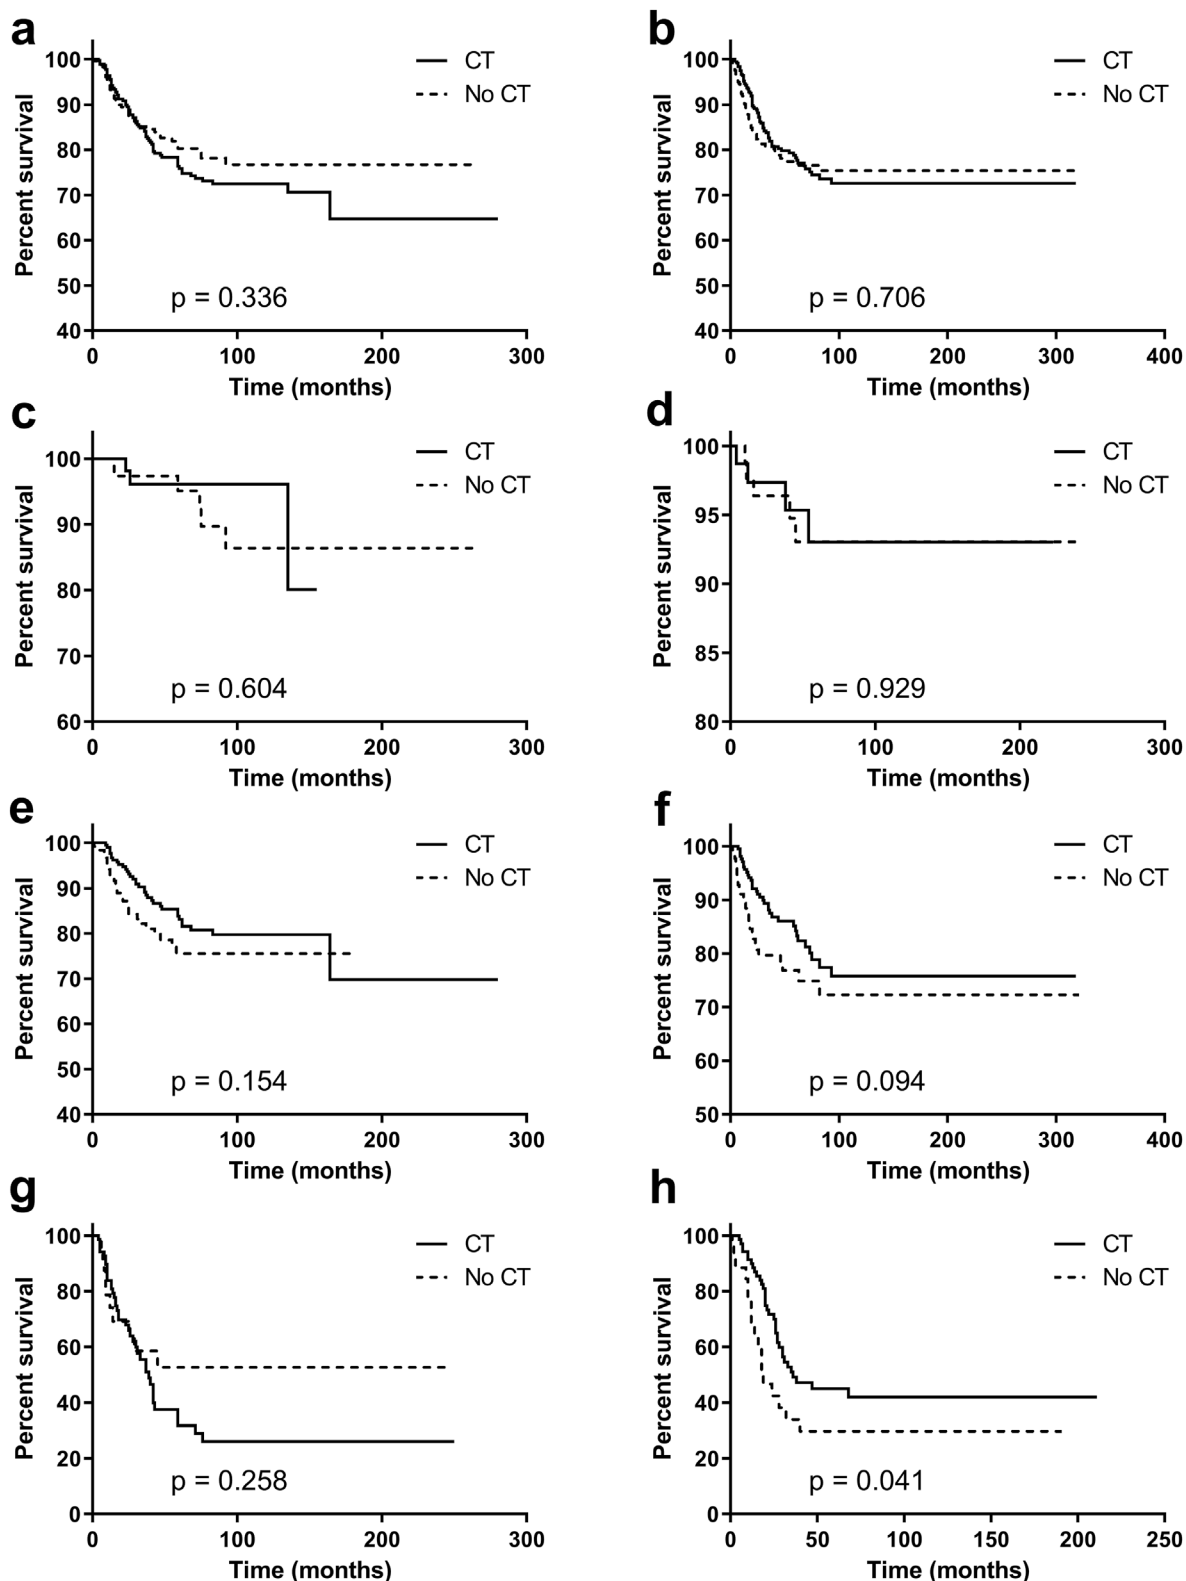 a
100
90
80
70
60
50
40
Percent survival
CT
No CT
p = 0.336
0 100 200 300
Time (months)
b
100
90
80
70
60
50
40
Percent survival
CT
No CT
p = 0.706
0 100 200 300 400
Time (months)
c
100
90
80
70
60
Percent survival
CT
No CT
p = 0.604
0 100 200 300
Time (months)
d
100
95
90
85
80
Percent survival
CT
No CT
p = 0.929
0 100 200 300
Time (months)
e
100
90
80
70
60
50
40
Percent survival
CT
No CT
p = 0.154
0 100 200 300
Time (months)
f
100
90
80
70
60
50
Percent survival
CT
No CT
p = 0.094
0 100 200 300 400
Time (months)
g
100
80
60
40
20
0
Percent survival
CT
No CT
p = 0.258
0 100 200 300
Time (months)
h
100
80
60
40
20
0
Percent survival
CT
No CT
p = 0.041
0 50 100 150 200 250
Time (months)